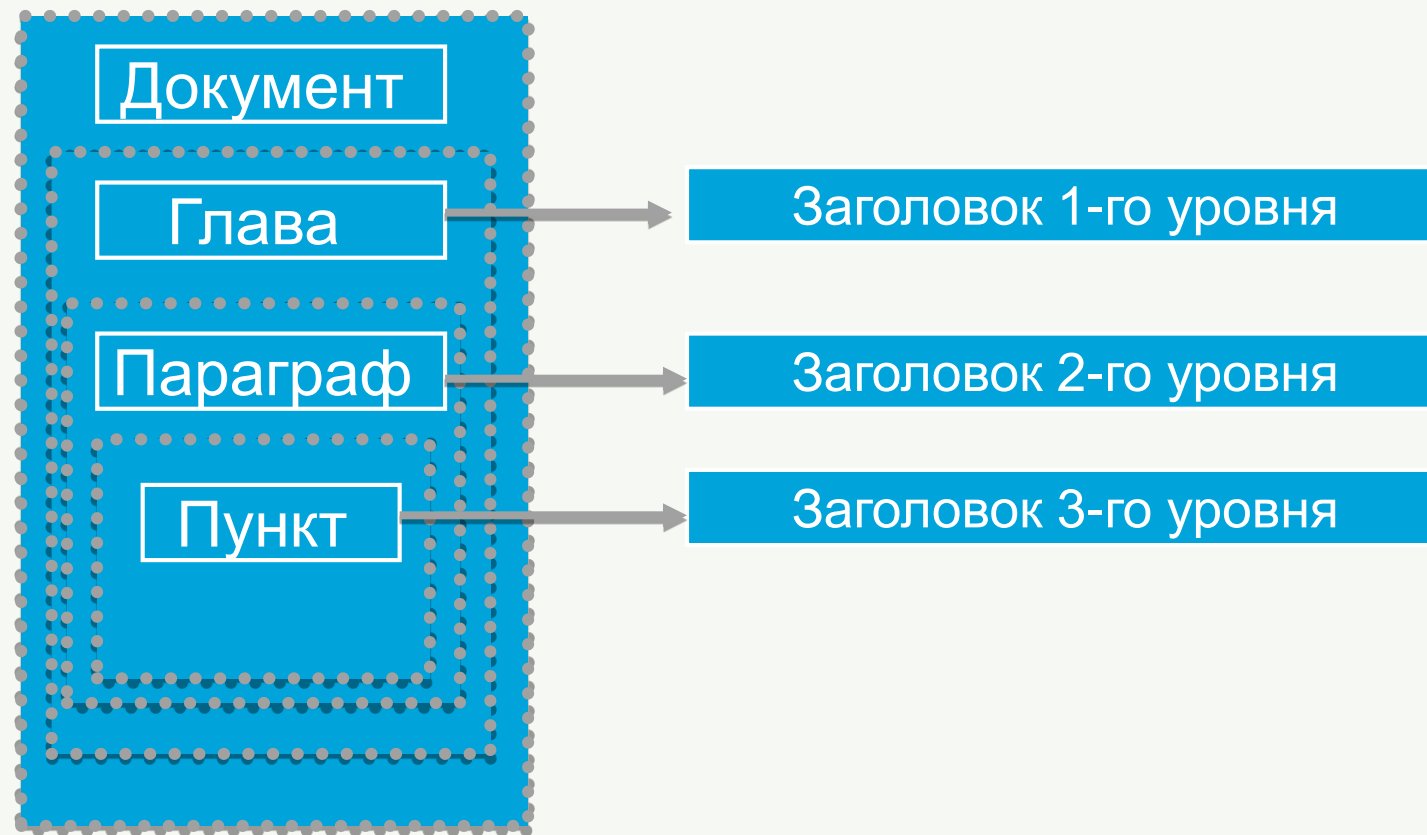 Документ
Глава
Заголовок 1-го уровня
Параграф
Заголовок 2-го уровня
Пункт
Заголовок 3-го уровня